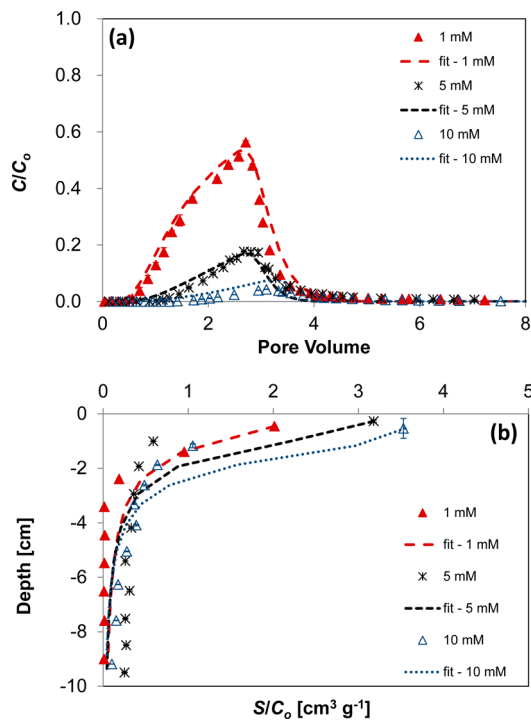 (a)
1 mM
fit - 1 mM
5 mM
fit - 5 mM
10 mM
fit - 10 mM
C/Co
1.0
0.8
0.6
0.4
0.2
0.0
0 2 4 6 8
Pore Volume
0 1 2 3 4 5
(b)
1 mM
fit - 1 mM
5 mM
fit - 5 mM
10 mM
fit - 10 mM
Depth [cm]
0
-2
-4
-6
-8
-10
S/Co [cm³ g⁻¹]